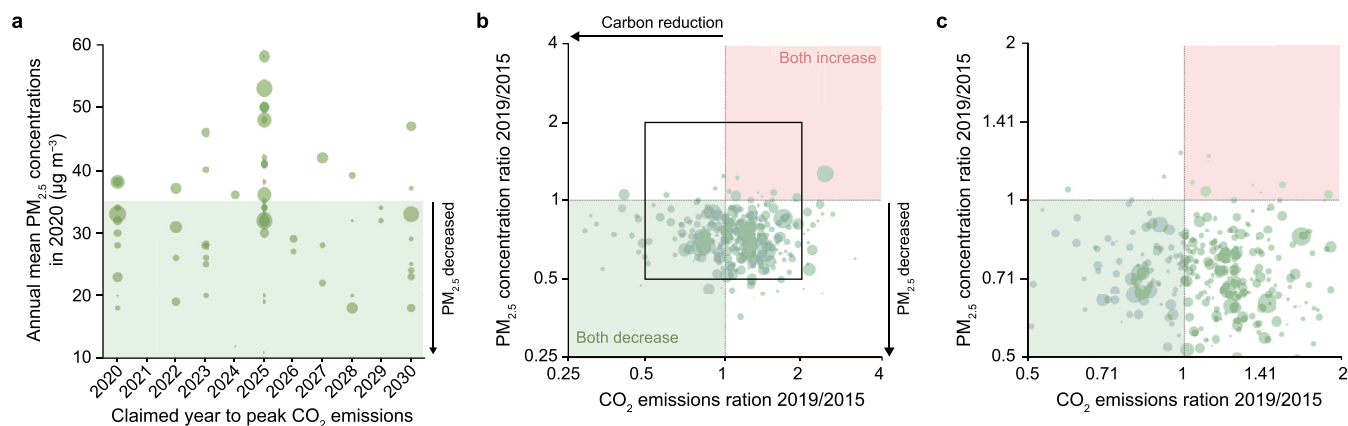 a
Annual mean PM2.5 concentrations
in 2020 (μg m−3)
60
50
40
30
20
10
2020
2021
2022
2023
2024
2025
2026
2027
2028
2029
2030
Claimed year to peak CO2 emissions
PM2.5 decreased
b
Carbon reduction
PM2.5 concentration ratio 2019/2015
4
2
1
0.5
0.25
Both increase
Both decrease
0.25
0.5
1
2
4
CO2 emissions ration 2019/2015
PM2.5 decreased
c
PM2.5 concentration ratio 2019/2015
2
1.41
1
0.71
0.5
0.5
0.71
1
1.41
2
CO2 emissions ration 2019/2015